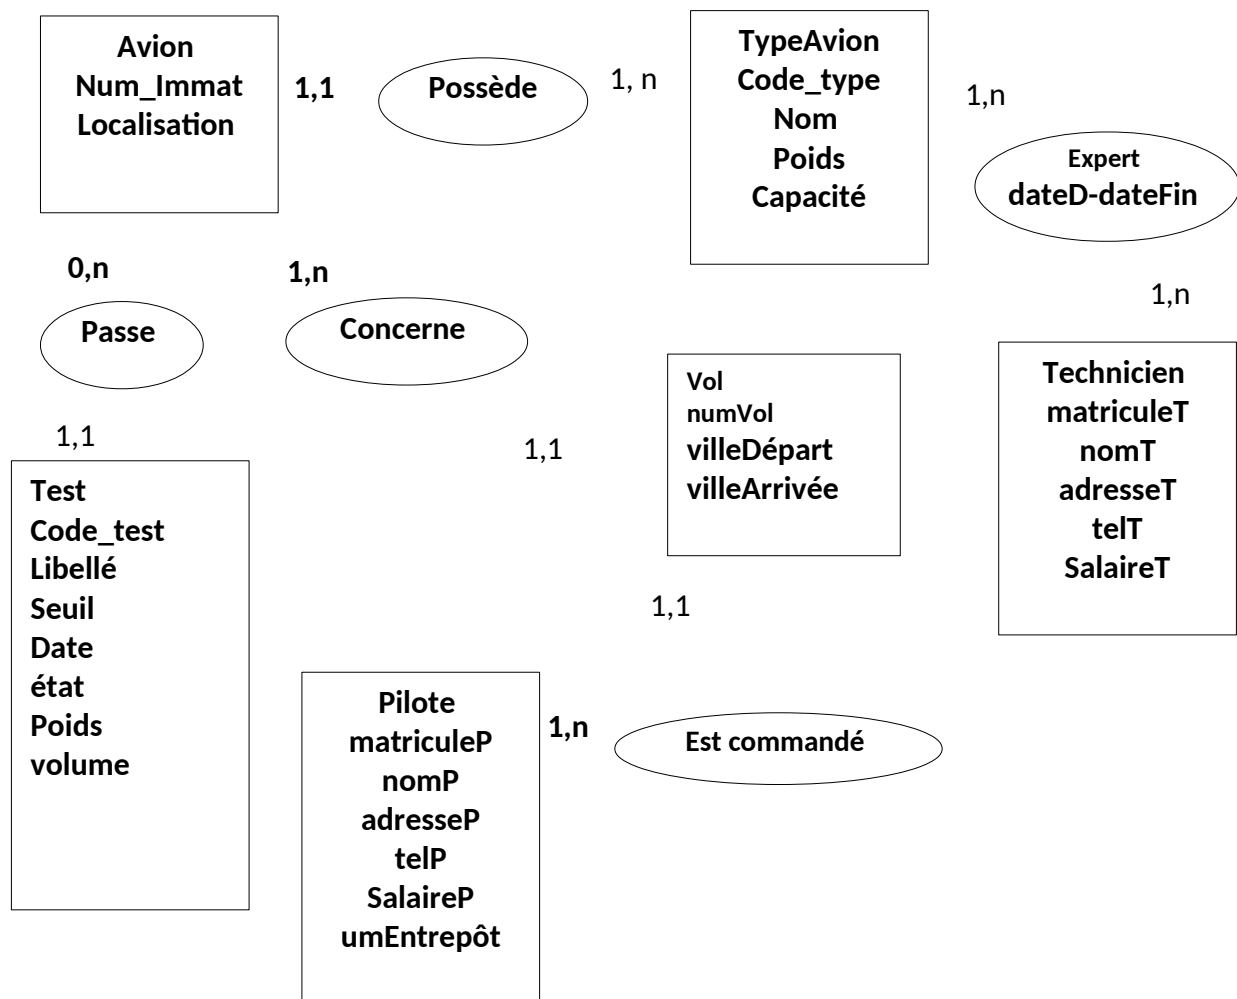 Avion
Num_Immat
Localisation
1,1
Possède
1, n
TypeAvion
Code_type
Nom
Poids
Capacité
1,n
Expert
dateD-dateFin
0,n
1,n
1,n
Passe
Concerne
1,1
1,1
Vol
numVol
villeDépart
villeArrivée
Technicien
matriculeT
nomT
adresseT
telT
SalaireT
Test
Code_test
Libellé
Seuil
Date
état
Poids
volume
1,1
Pilote
matriculeP
nomP
adresseP
telP
SalaireP
umEntrepôt
1,n
Est commandé